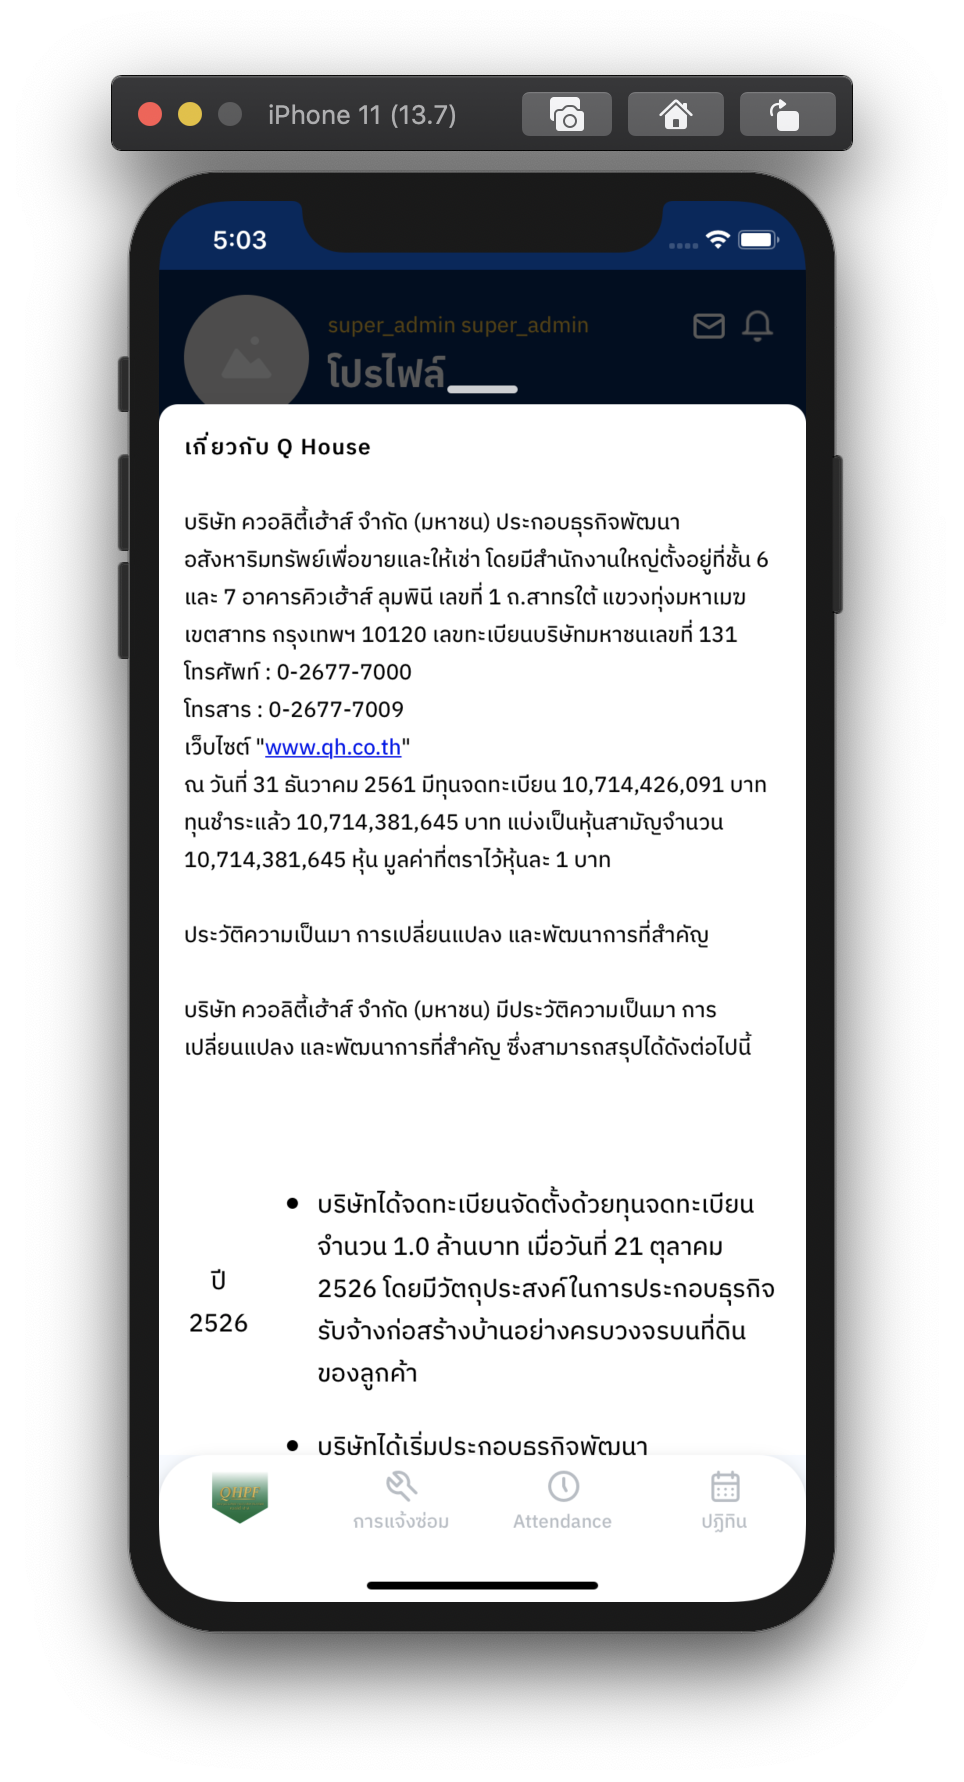 iPhone 11 (13.7)
5:03
super_admin super_admin
โปรไฟล์
เกี่ยวกับ Q House
บริษัท ควอลิตี้เฮ้าส์ จำกัด (มหาชน) ประกอบธุรกิจพัฒนา
อสังหาริมทรัพย์เพื่อขายและให้เช่า โดยมีสำนักงานใหญ่ตั้งอยู่ที่ชั้น 6
และ 7 อาคารคิวเฮ้าส์ ลุมพินี เลขที่ 1 ถ.สาทรใต้ แขวงทุ่งมหาเมฆ
เขตสาทร กรุงเทพฯ 10120 เลขทะเบียนบริษัทมหาชนเลขที่ 131
โทรศัพท์ : 0-2677-7000
โทรสาร : 0-2677-7009
เว็บไซต์ "www.qh.co.th"
ณ วันที่ 31 ธันวาคม 2561 มีทุนจดทะเบียน 10,714,426,091 บาท
ทุนชำระแล้ว 10,714,381,645 บาท แบ่งเป็นหุ้นสามัญจำนวน
10,714,381,645 หุ้น มูลค่าที่ตราไว้หุ้นละ 1 บาท
ประวัติความเป็นมา การเปลี่ยนแปลง และพัฒนาการที่สำคัญ
บริษัท ควอลิตี้เฮ้าส์ จำกัด (มหาชน) มีประวัติความเป็นมา การ
เปลี่ยนแปลง และพัฒนาการที่สำคัญ ซึ่งสามารถสรุปได้ดังต่อไปนี้
ปี
2526
• บริษัทได้จดทะเบียนจัดตั้งด้วยทุนจดทะเบียน
จำนวน 1.0 ล้านบาท เมื่อวันที่ 21 ตุลาคม
2526 โดยมีวัตถุประสงค์ในการประกอบธุรกิจ
รับจ้างก่อสร้างบ้านอย่างครบวงจรบนที่ดิน
ของลูกค้า
• บริษัทได้เริ่มประกอบธุรกิจพัฒนา
QHPF
การแจ้งซ่อม
Attendance
ปฏิทิน